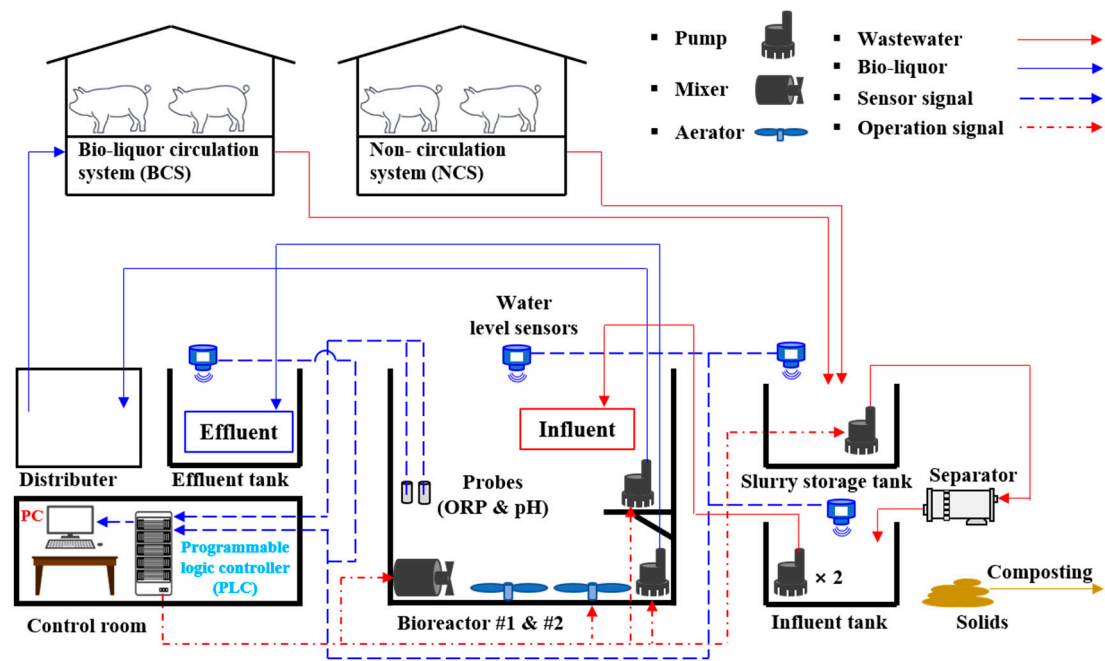 Pump
Mixer
Aerator
Wastewater
Bio-liquor
Sensor signal
Operation signal
Bio-liquor circulation
system (BCS)
Non- circulation
system (NCS)
Water
level sensors
Effluent
Influent
Distributer
Effluent tank
Probes
(ORP & pH)
Slurry storage tank
Separator
PC
Programmable
logic controller
(PLC)
× 2
Composting
Control room
Bioreactor #1 & #2
Influent tank
Solids